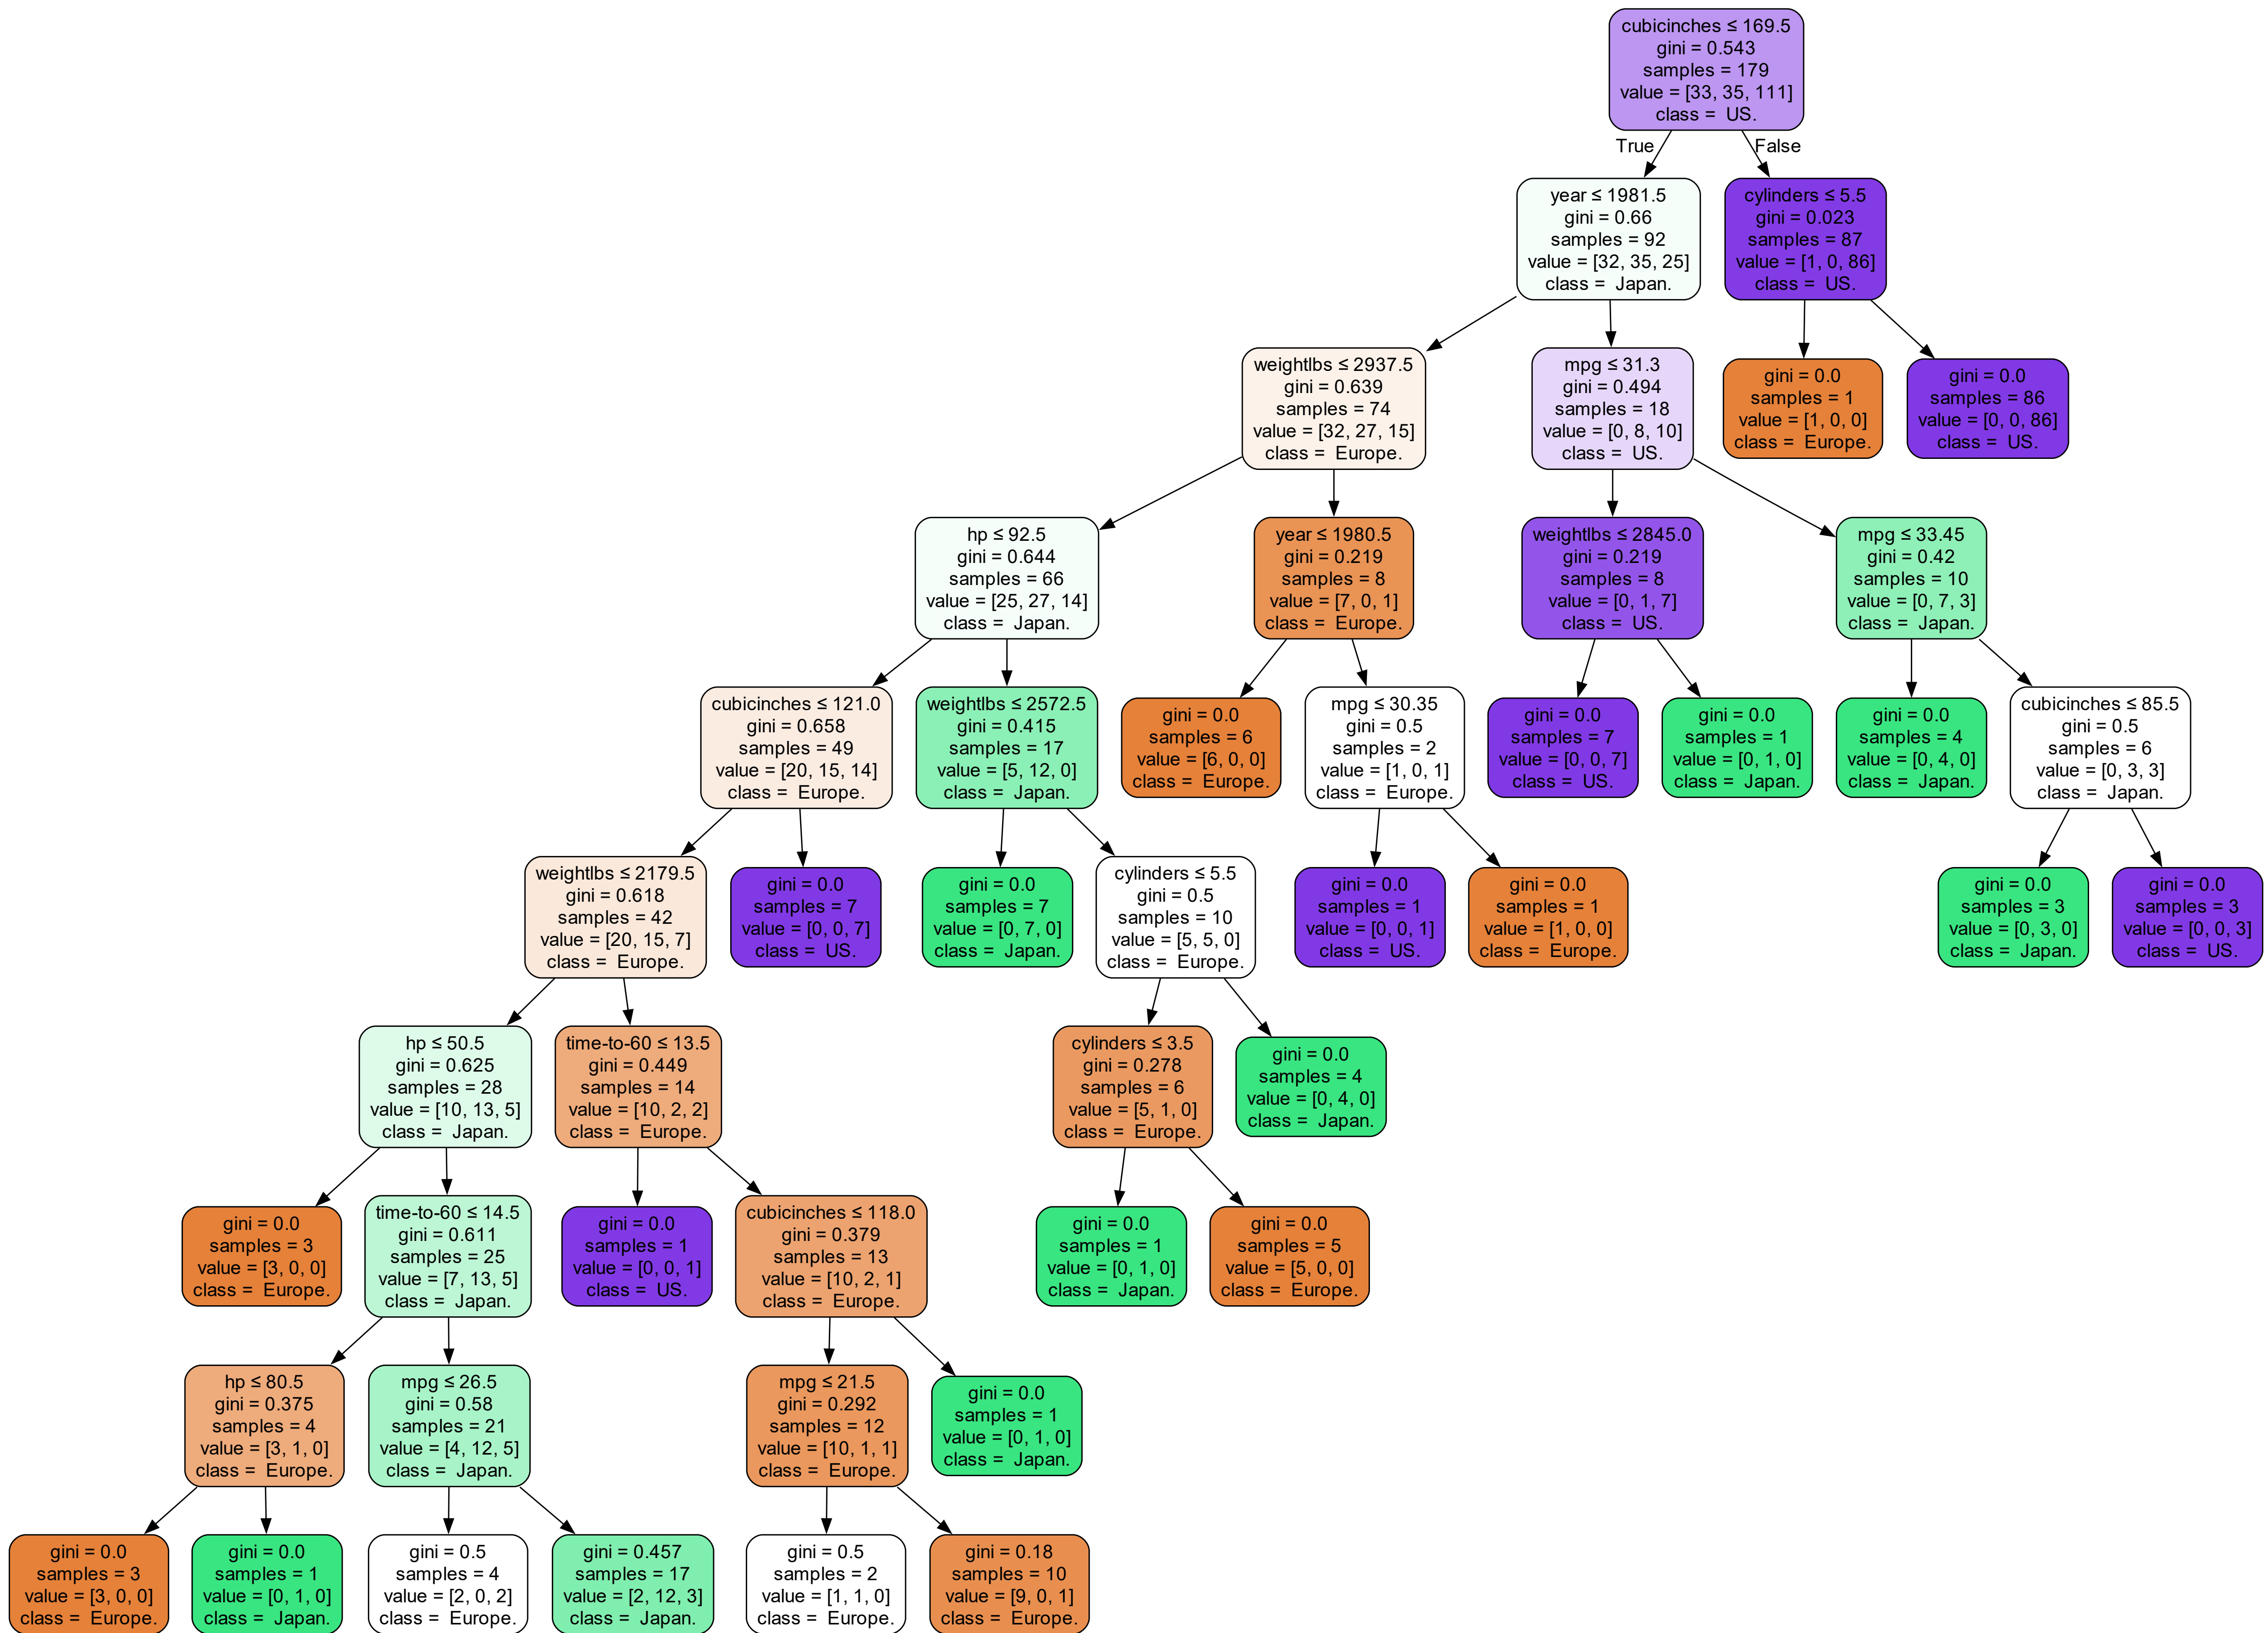 cubicinches ≤ 169.5
gini = 0.543
samples = 179
value = [33, 35, 111]
class =  US.
True
False
year ≤ 1981.5
gini = 0.66
samples = 92
value = [32, 35, 25]
class =  Japan.
cylinders ≤ 5.5
gini = 0.023
samples = 87
value = [1, 0, 86]
class =  US.
weightlbs ≤ 2937.5
gini = 0.639
samples = 74
value = [32, 27, 15]
class =  Europe.
mpg ≤ 31.3
gini = 0.494
samples = 18
value = [0, 8, 10]
class =  US.
gini = 0.0
samples = 1
value = [1, 0, 0]
class =  Europe.
gini = 0.0
samples = 86
value = [0, 0, 86]
class =  US.
hp ≤ 92.5
gini = 0.644
samples = 66
value = [25, 27, 14]
class =  Japan.
year ≤ 1980.5
gini = 0.219
samples = 8
value = [7, 0, 1]
class =  Europe.
weightlbs ≤ 2845.0
gini = 0.219
samples = 8
value = [0, 1, 7]
class =  US.
mpg ≤ 33.45
gini = 0.42
samples = 10
value = [0, 7, 3]
class =  Japan.
cubicinches ≤ 121.0
gini = 0.658
samples = 49
value = [20, 15, 14]
class =  Europe.
weightlbs ≤ 2572.5
gini = 0.415
samples = 17
value = [5, 12, 0]
class =  Japan.
gini = 0.0
samples = 6
value = [6, 0, 0]
class =  Europe.
mpg ≤ 30.35
gini = 0.5
samples = 2
value = [1, 0, 1]
class =  Europe.
gini = 0.0
samples = 7
value = [0, 0, 7]
class =  US.
gini = 0.0
samples = 1
value = [0, 1, 0]
class =  Japan.
gini = 0.0
samples = 4
value = [0, 4, 0]
class =  Japan.
cubicinches ≤ 85.5
gini = 0.5
samples = 6
value = [0, 3, 3]
class =  Japan.
weightlbs ≤ 2179.5
gini = 0.618
samples = 42
value = [20, 15, 7]
class =  Europe.
gini = 0.0
samples = 7
value = [0, 0, 7]
class =  US.
gini = 0.0
samples = 7
value = [0, 7, 0]
class =  Japan.
cylinders ≤ 5.5
gini = 0.5
samples = 10
value = [5, 5, 0]
class =  Europe.
gini = 0.0
samples = 1
value = [0, 0, 1]
class =  US.
gini = 0.0
samples = 1
value = [1, 0, 0]
class =  Europe.
gini = 0.0
samples = 3
value = [0, 3, 0]
class =  Japan.
gini = 0.0
samples = 3
value = [0, 0, 3]
class =  US.
hp ≤ 50.5
gini = 0.625
samples = 28
value = [10, 13, 5]
class =  Japan.
time-to-60 ≤ 13.5
gini = 0.449
samples = 14
value = [10, 2, 2]
class =  Europe.
cylinders ≤ 3.5
gini = 0.278
samples = 6
value = [5, 1, 0]
class =  Europe.
gini = 0.0
samples = 4
value = [0, 4, 0]
class =  Japan.
gini = 0.0
samples = 3
value = [3, 0, 0]
class =  Europe.
time-to-60 ≤ 14.5
gini = 0.611
samples = 25
value = [7, 13, 5]
class =  Japan.
gini = 0.0
samples = 1
value = [0, 0, 1]
class =  US.
cubicinches ≤ 118.0
gini = 0.379
samples = 13
value = [10, 2, 1]
class =  Europe.
gini = 0.0
samples = 1
value = [0, 1, 0]
class =  Japan.
gini = 0.0
samples = 5
value = [5, 0, 0]
class =  Europe.
hp ≤ 80.5
gini = 0.375
samples = 4
value = [3, 1, 0]
class =  Europe.
mpg ≤ 26.5
gini = 0.58
samples = 21
value = [4, 12, 5]
class =  Japan.
mpg ≤ 21.5
gini = 0.292
samples = 12
value = [10, 1, 1]
class =  Europe.
gini = 0.0
samples = 1
value = [0, 1, 0]
class =  Japan.
gini = 0.0
samples = 3
value = [3, 0, 0]
class =  Europe.
gini = 0.0
samples = 1
value = [0, 1, 0]
class =  Japan.
gini = 0.5
samples = 4
value = [2, 0, 2]
class =  Europe.
gini = 0.457
samples = 17
value = [2, 12, 3]
class =  Japan.
gini = 0.5
samples = 2
value = [1, 1, 0]
class =  Europe.
gini = 0.18
samples = 10
value = [9, 0, 1]
class =  Europe.